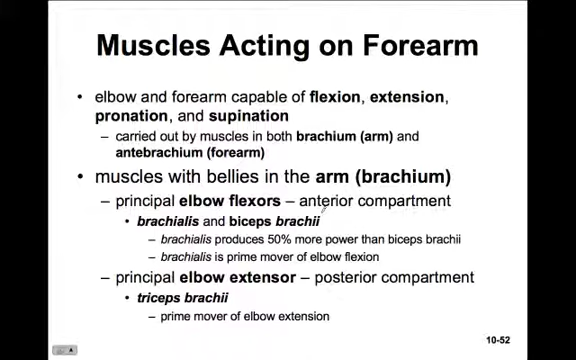 Muscles Acting on Forearm
• elbow and forearm capable of flexion, extension,
pronation, and supination
– carried out by muscles in both brachium (arm) and
antebrachium (forearm)
• muscles with bellies in the arm (brachium)
– principal elbow flexors – anterior compartment
• brachialis and biceps brachii
– brachialis produces 50% more power than biceps brachii
– brachialis is prime mover of elbow flexion
– principal elbow extensor – posterior compartment
• triceps brachii
– prime mover of elbow extension
10-52